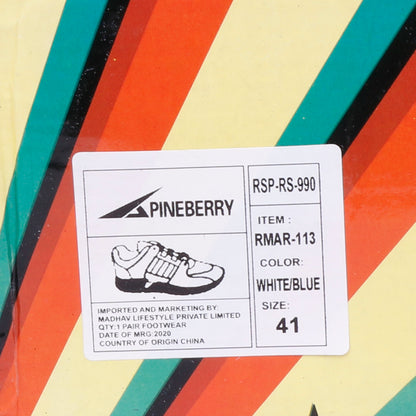 PINEBERRY
RSP-RS-990
ITEM :
RMAR-113
COLOR:
WHITE/BLUE
SIZE:
41
IMPORTED AND MARKETING BY:
MADHAV LIFESTYLE PRIVATE LIMITED
QTY:1 PAIR FOOTWEAR
DATE OF MRG:2020
COUNTRY OF ORIGIN CHINA